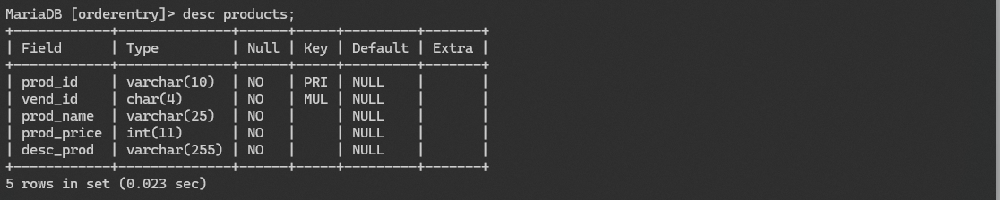 MariaDB [orderentry]> desc products;
+------------+--------------+------+-----+---------+-------+
| Field      | Type         | Null | Key | Default | Extra |
+------------+--------------+------+-----+---------+-------+
| prod_id    | varchar(10)  | NO   | PRI | NULL    |       |
| vend_id    | char(4)      | NO   | MUL | NULL    |       |
| prod_name  | varchar(25)  | NO   |     | NULL    |       |
| prod_price | int(11)      | NO   |     | NULL    |       |
| desc_prod  | varchar(255) | NO   |     | NULL    |       |
+------------+--------------+------+-----+---------+-------+
5 rows in set (0.023 sec)